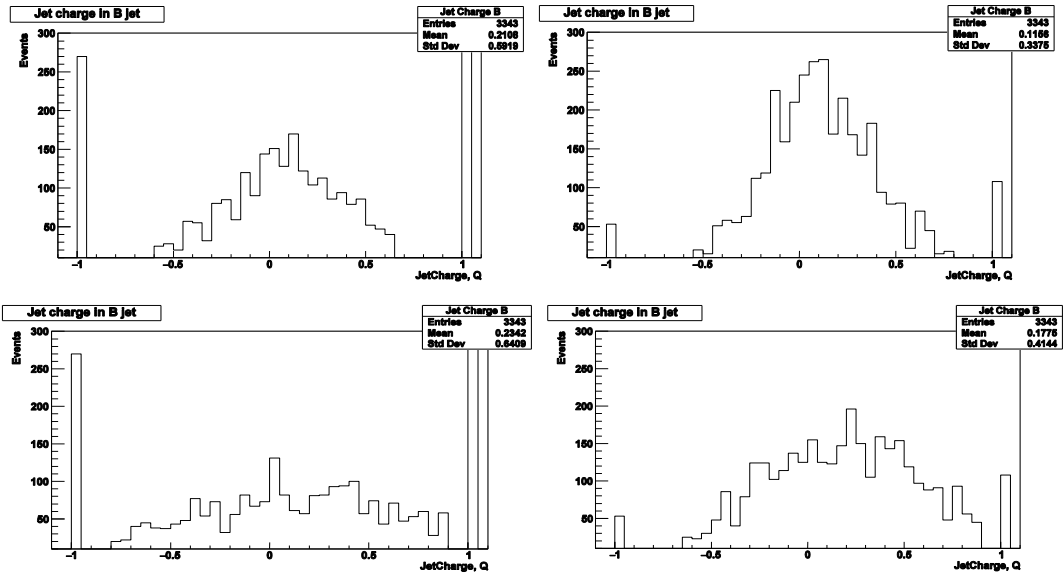 Jet charge in B jet
Jet Charge B
Entries 3343
Mean 0.2108
Std Dev 0.5919
Events
300
250
200
150
100
50
−1 −0.5 0 0.5 1
JetCharge, Q
Jet charge in B jet
Jet Charge B
Entries 3343
Mean 0.1156
Std Dev 0.3375
Events
300
250
200
150
100
50
−1 −0.5 0 0.5 1
JetCharge, Q
Jet charge in B jet
Jet Charge B
Entries 3343
Mean 0.2342
Std Dev 0.6409
Events
300
250
200
150
100
50
−1 −0.5 0 0.5 1
JetCharge, Q
Jet charge in B jet
Jet Charge B
Entries 3343
Mean 0.1775
Std Dev 0.4144
Events
300
250
200
150
100
50
−1 −0.5 0 0.5 1
JetCharge, Q